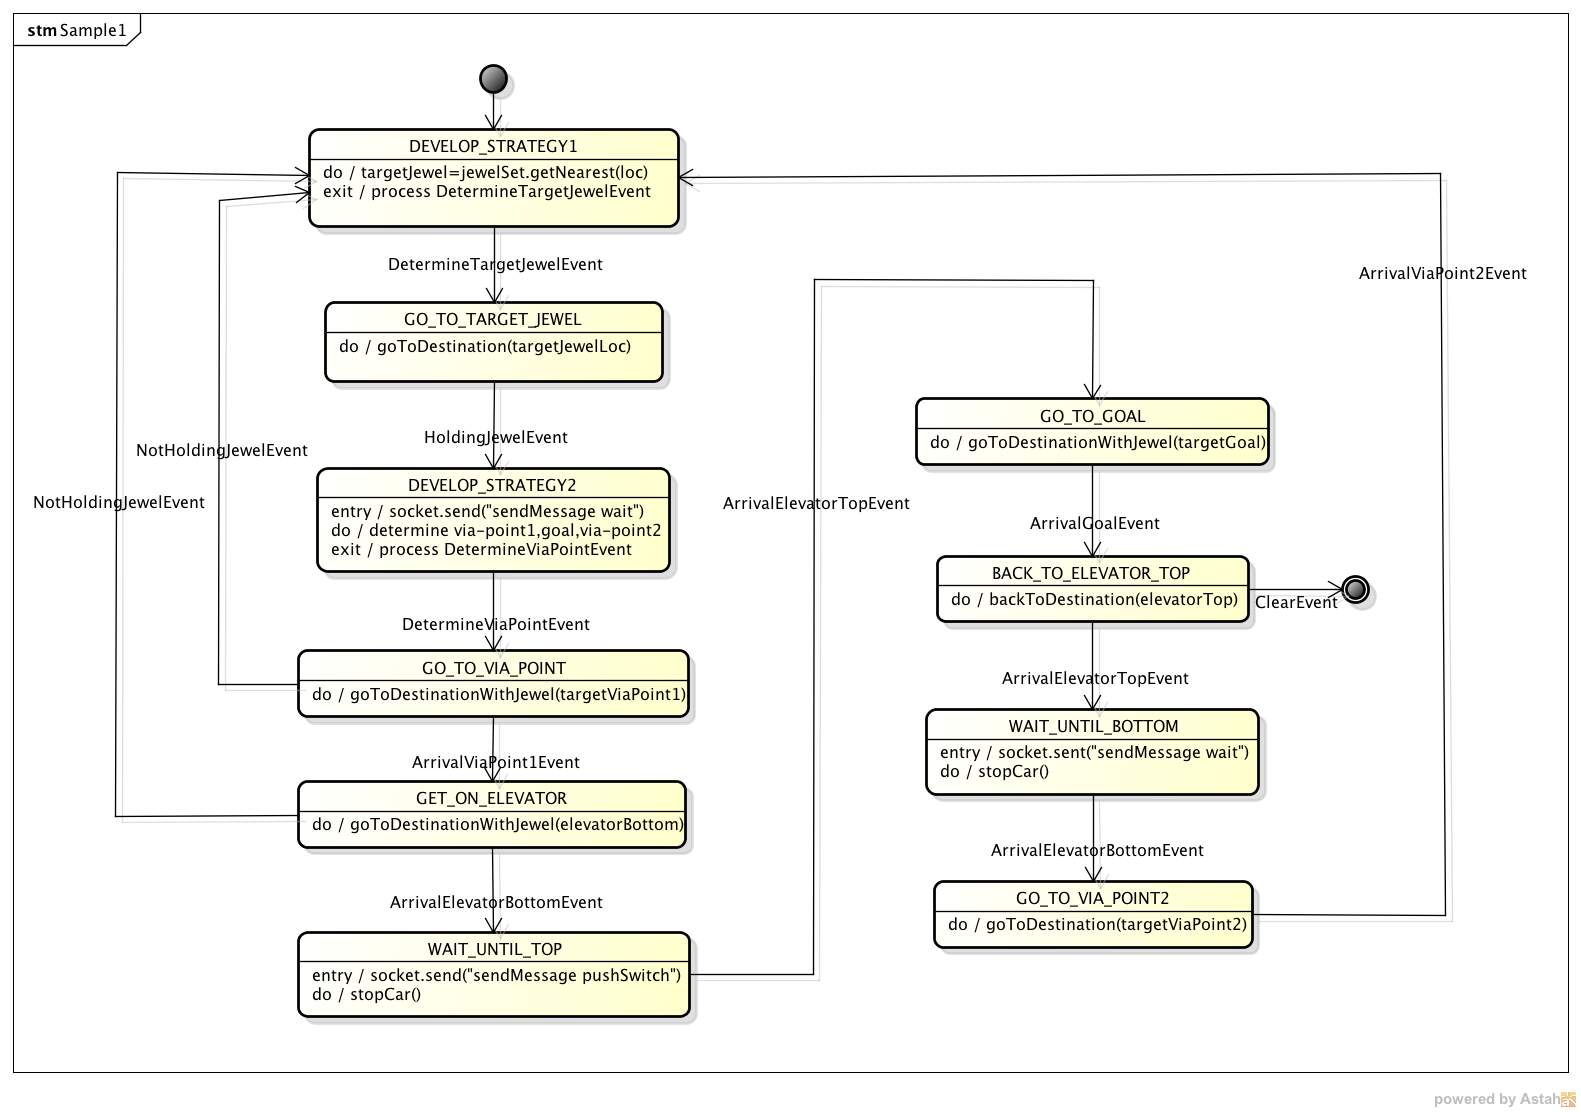 stm Sample1
DEVELOP_STRATEGY1
do / targetJewel=jewelSet.getNearest(loc)
exit / process DetermineTargetJewelEvent
DetermineTargetJewelEvent
GO_TO_TARGET_JEWEL
do / goToDestination(targetJewelLoc)
HoldingJewelEvent
NotHoldingJewelEvent
NotHoldingJewelEvent
DEVELOP_STRATEGY2
entry / socket.send("sendMessage wait")
do / determine via-point1,goal,via-point2
exit / process DetermineViaPointEvent
DetermineViaPointEvent
GO_TO_VIA_POINT
do / goToDestinationWithJewel(targetViaPoint1)
ArrivalViaPoint1Event
GET_ON_ELEVATOR
do / goToDestinationWithJewel(elevatorBottom)
ArrivalElevatorBottomEvent
WAIT_UNTIL_TOP
entry / socket.send("sendMessage pushSwitch")
do / stopCar()
ArrivalElevatorTopEvent
GO_TO_GOAL
do / goToDestinationWithJewel(targetGoal)
ArrivalGoalEvent
BACK_TO_ELEVATOR_TOP
do / backToDestination(elevatorTop)
ClearEvent
ArrivalElevatorTopEvent
WAIT_UNTIL_BOTTOM
entry / socket.sent("sendMessage wait")
do / stopCar()
ArrivalElevatorBottomEvent
GO_TO_VIA_POINT2
do / goToDestination(targetViaPoint2)
ArrivalViaPoint2Event
powered by Astah